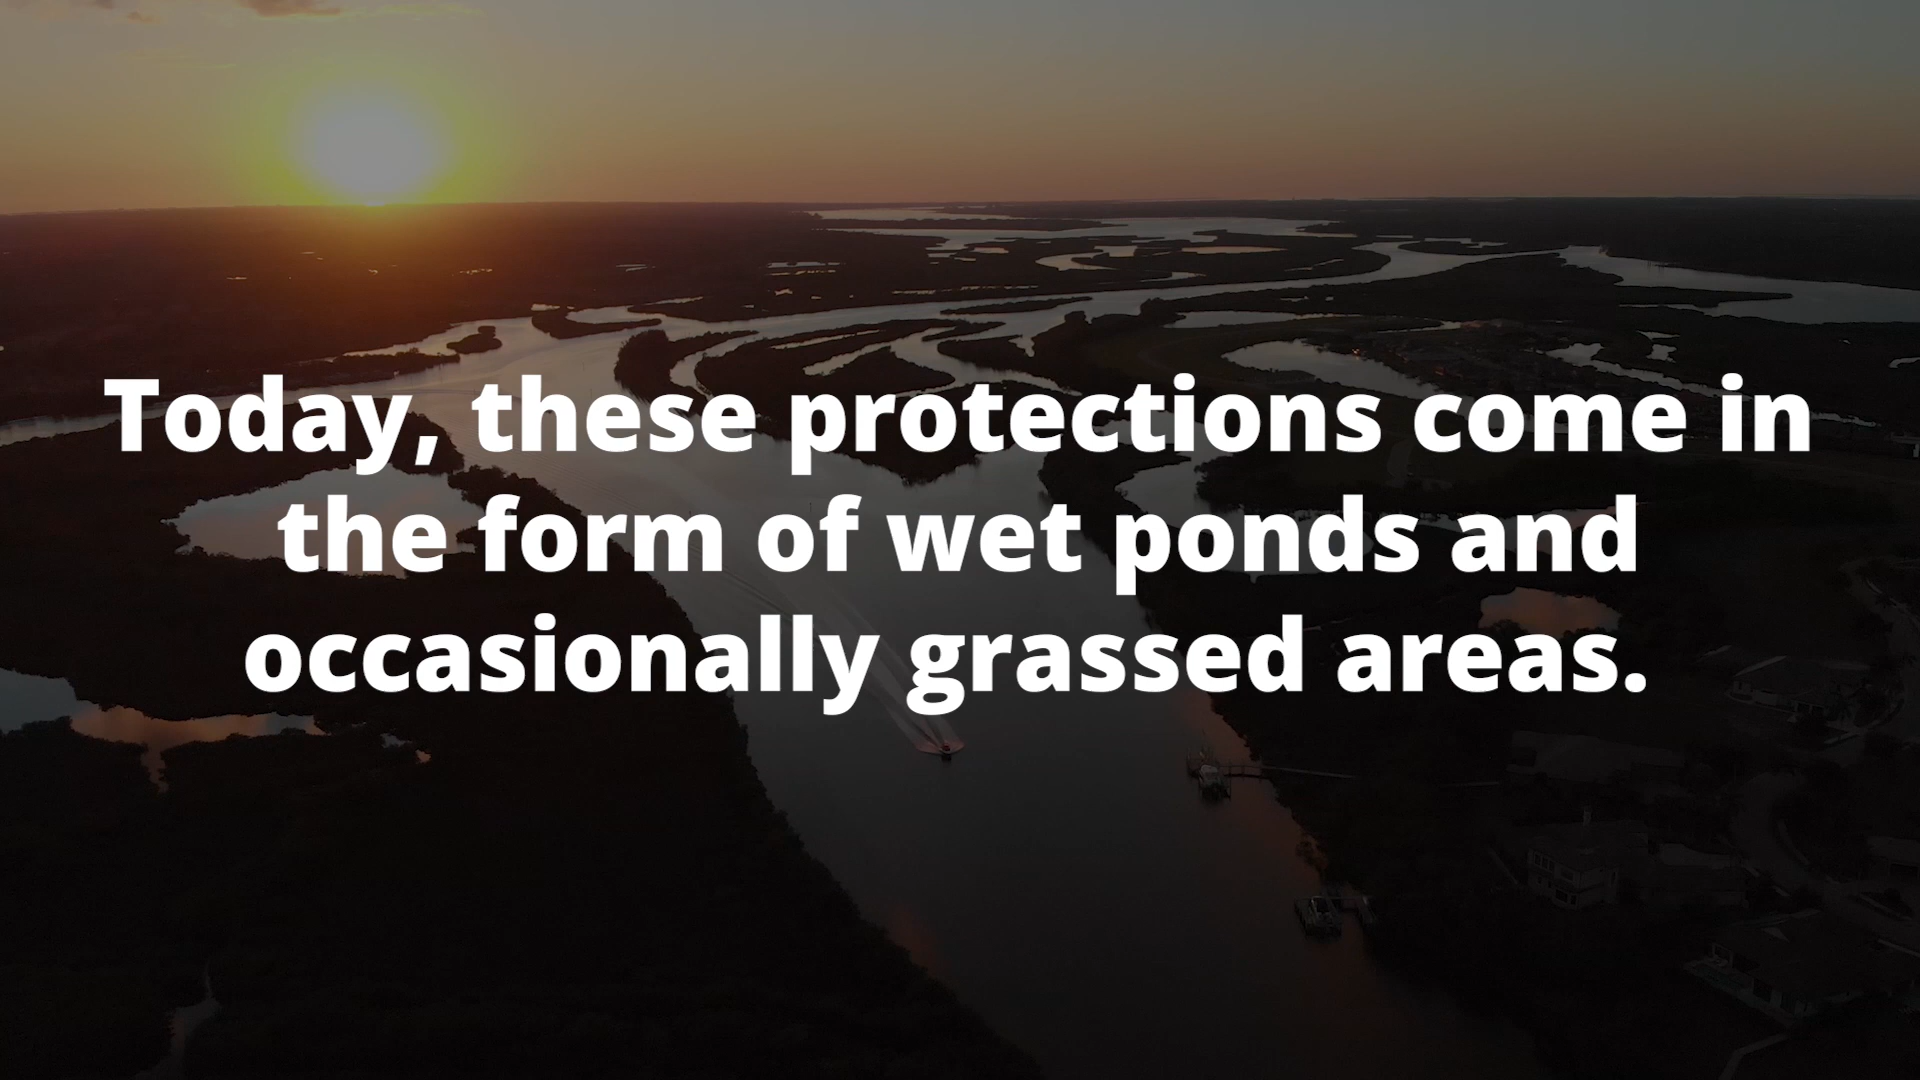 Today, these protections come in
the form of wet ponds and
occasionally grassed areas.